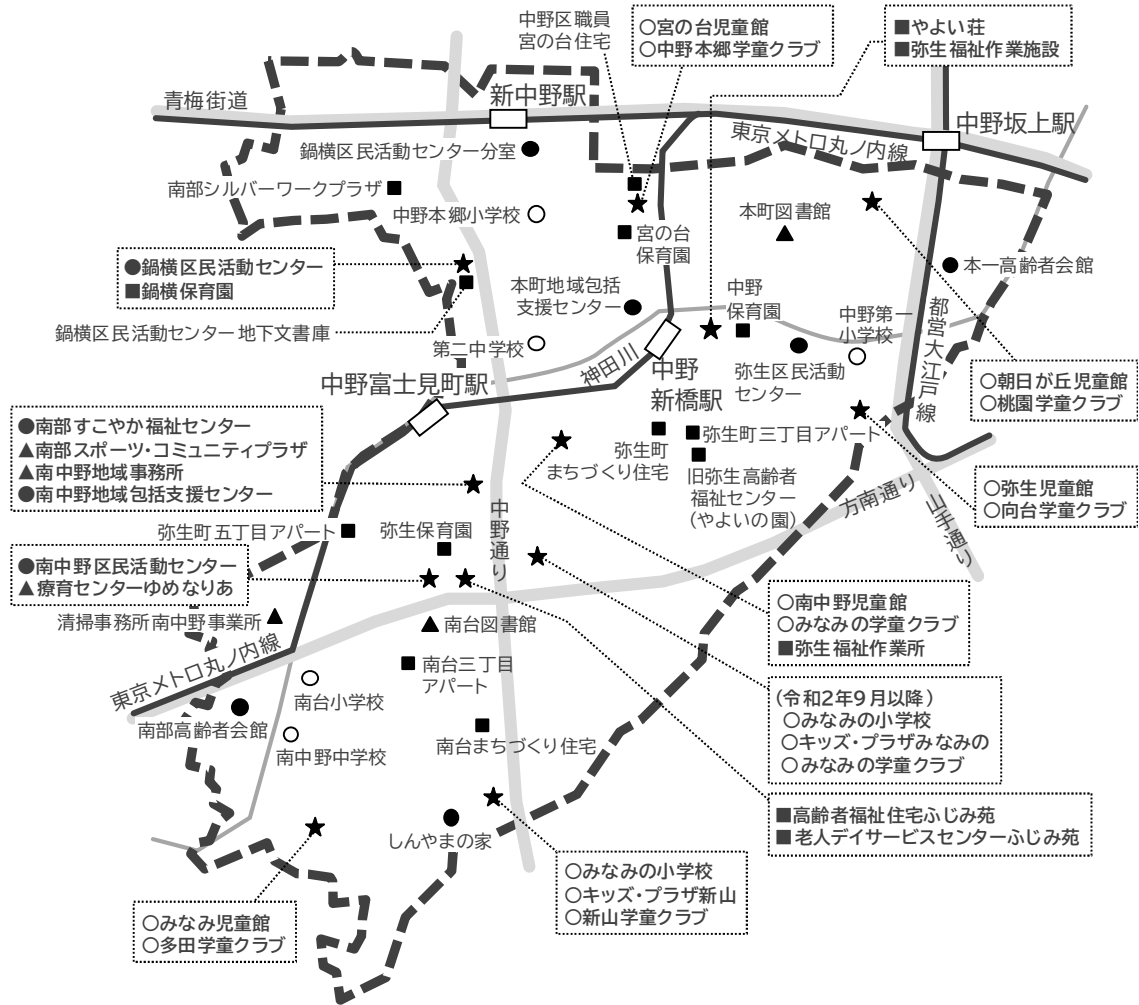 中野区職員
宮の台住宅
○宮の台児童館
○中野本郷学童クラブ
■やよい荘
■弥生福祉作業施設
青梅街道
新中野駅
中野坂上駅
東京メトロ丸ノ内線
鍋横区民活動センター分室
南部シルバーワークプラザ
中野本郷小学校
宮の台
保育園
本町図書館
●鍋横区民活動センター
■鍋横保育園
本一高齢者会館
本町地域包括
支援センター
中野
保育園
中野第一
小学校
鍋横区民活動センター地下文書庫
第二中学校
神田川
都営大江戸線
中野富士見町駅
中野
新橋駅
弥生区民活動
センター
○朝日が丘児童館
○桃園学童クラブ
●南部すこやか福祉センター
▲南部スポーツ・コミュニティプラザ
▲南中野地域事務所
●南中野地域包括支援センター
弥生町
まちづくり住宅
弥生町三丁目アパート
旧弥生高齢者
福祉センター
(やよいの園)
方南通り
山手通り
○弥生児童館
○向台学童クラブ
弥生町五丁目アパート
弥生保育園
中野通り
●南中野区民活動センター
▲療育センターゆめなりあ
清掃事務所南中野事業所
南台図書館
○南中野児童館
○みなみの学童クラブ
■弥生福祉作業所
東京メトロ丸ノ内線
南台三丁目
アパート
南台小学校
南部高齢者会館
南中野中学校
南台まちづくり住宅
(令和2年9月以降)
○みなみの小学校
○キッズ・プラザみなみの
○みなみの学童クラブ
■高齢者福祉住宅ふじみ苑
■老人デイサービスセンターふじみ苑
しんやまの家
○みなみの小学校
○キッズ・プラザ新山
○新山学童クラブ
○みなみ児童館
○多田学童クラブ